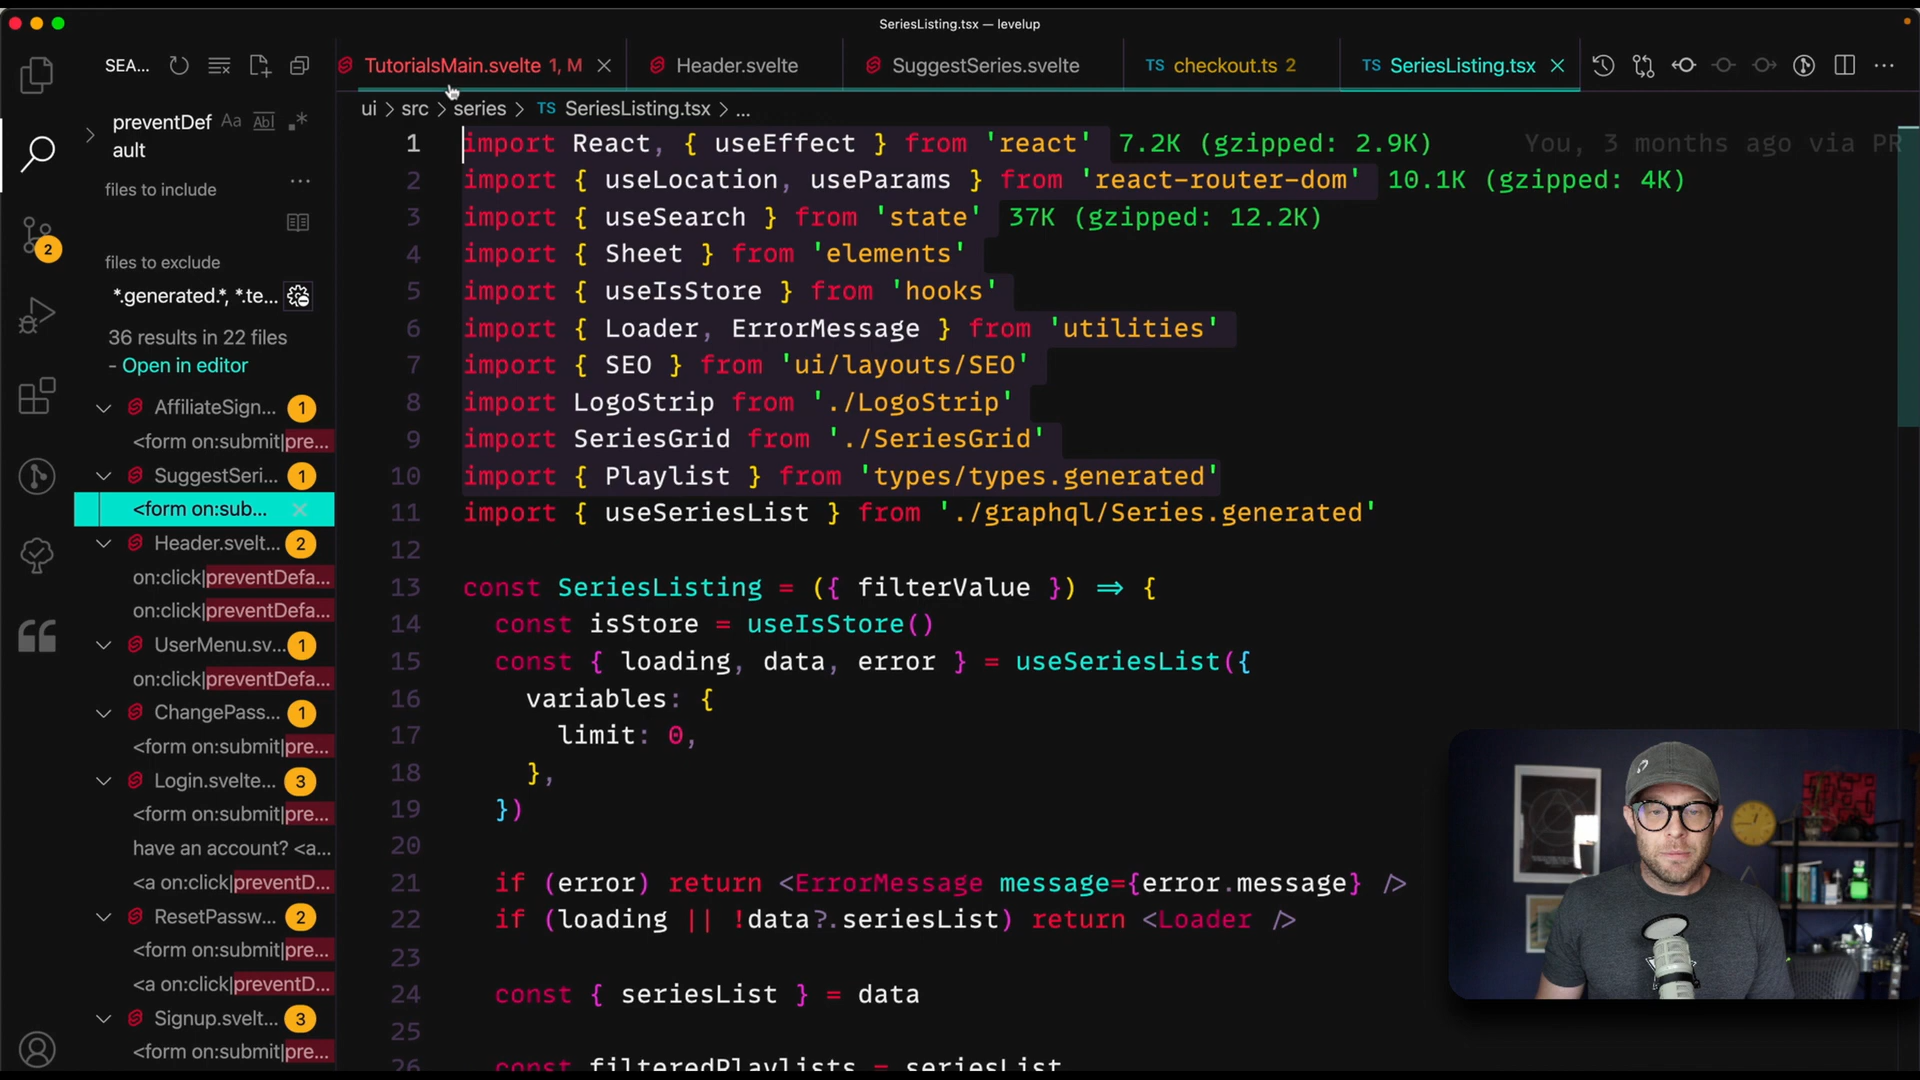 SeriesListing.tsx — levelup
SEA...
TutorialsMain.svelte 1, M
Header.svelte
SuggestSeries.svelte
TS checkout.ts 2
TS SeriesListing.tsx
ui > src > series > TS SeriesListing.tsx > ...
preventDef
ault
Aa Abl .*
files to include
files to exclude
*.generated.*, *.te...
36 results in 22 files
- Open in editor
2
AffiliateSign... 1
<form on:submit|pre...
SuggestSeri... 1
<form on:sub...
Header.svelt... 2
on:click|preventDefa...
on:click|preventDefa...
UserMenu.sv... 1
on:click|preventDefa...
ChangePass... 1
<form on:submit|pre...
Login.svelte... 3
<form on:submit|pre...
have an account? <a...
<a on:click|preventD...
ResetPassw... 2
<form on:submit|pre...
<a on:click|preventD...
Signup.svelt... 3
<form on:submit|pre...
1 import React, { useEffect } from 'react' 7.2K (gzipped: 2.9K) You, 3 months ago via PR
2 import { useLocation, useParams } from 'react-router-dom' 10.1K (gzipped: 4K)
3 import { useSearch } from 'state' 37K (gzipped: 12.2K)
4 import { Sheet } from 'elements'
5 import { useIsStore } from 'hooks'
6 import { Loader, ErrorMessage } from 'utilities'
7 import { SEO } from 'ui/layouts/SEO'
8 import LogoStrip from './LogoStrip'
9 import SeriesGrid from './SeriesGrid'
10 import { Playlist } from 'types/types.generated'
11 import { useSeriesList } from './graphql/Series.generated'
12
13 const SeriesListing = ({ filterValue }) => {
14 const isStore = useIsStore()
15 const { loading, data, error } = useSeriesList({
16 variables: {
17 limit: 0,
18 },
19 })
20
21 if (error) return <ErrorMessage message={error.message} />
22 if (loading || !data?.seriesList) return <Loader />
23
24 const { seriesList } = data
25
26 const filteredPlaylists = seriesList